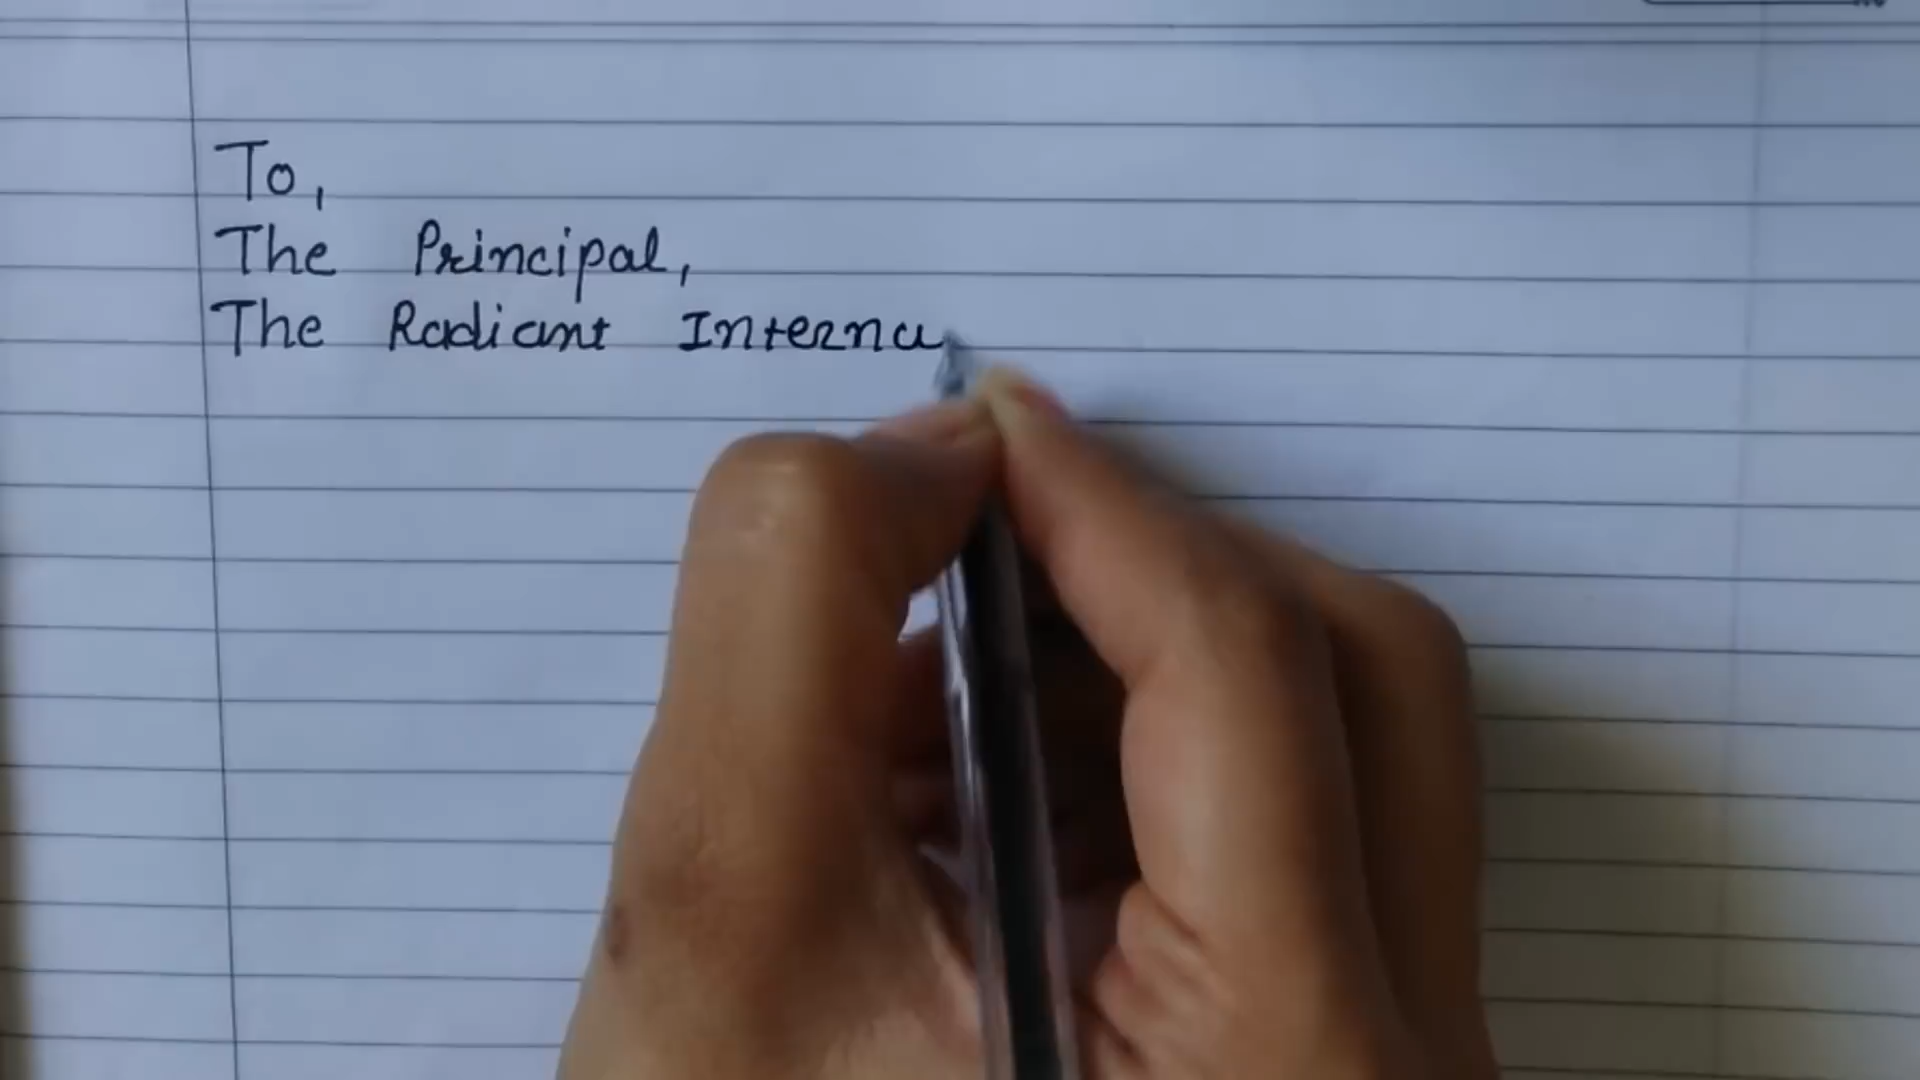 To,
The Principal,
The Radiant Interna